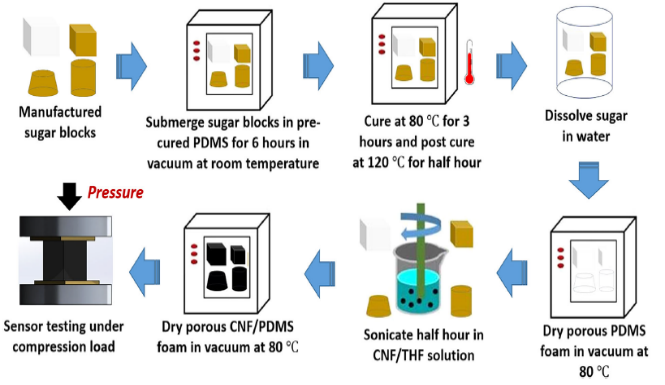 Manufactured
sugar blocks
Submerge sugar blocks in pre-
cured PDMS for 6 hours in
vacuum at room temperature
Cure at 80 °C for 3
hours and post cure
at 120 °C for half hour
Dissolve sugar
in water
Pressure
Sensor testing under
compression load
Dry porous CNF/PDMS
foam in vacuum at 80 °C
Sonicate half hour in
CNF/THF solution
Dry porous PDMS
foam in vacuum at
80 °C